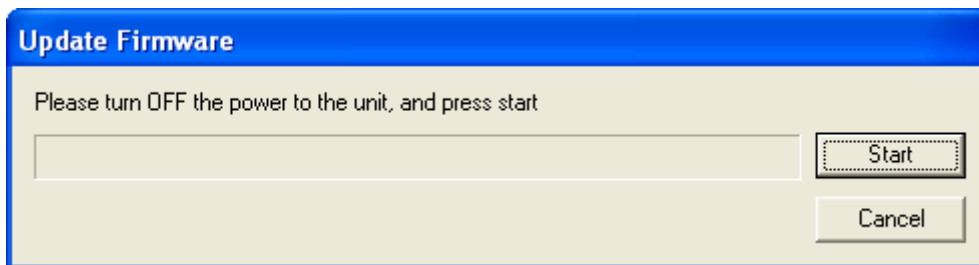 Update Firmware
Please turn OFF the power to the unit, and press start
Start
Cancel